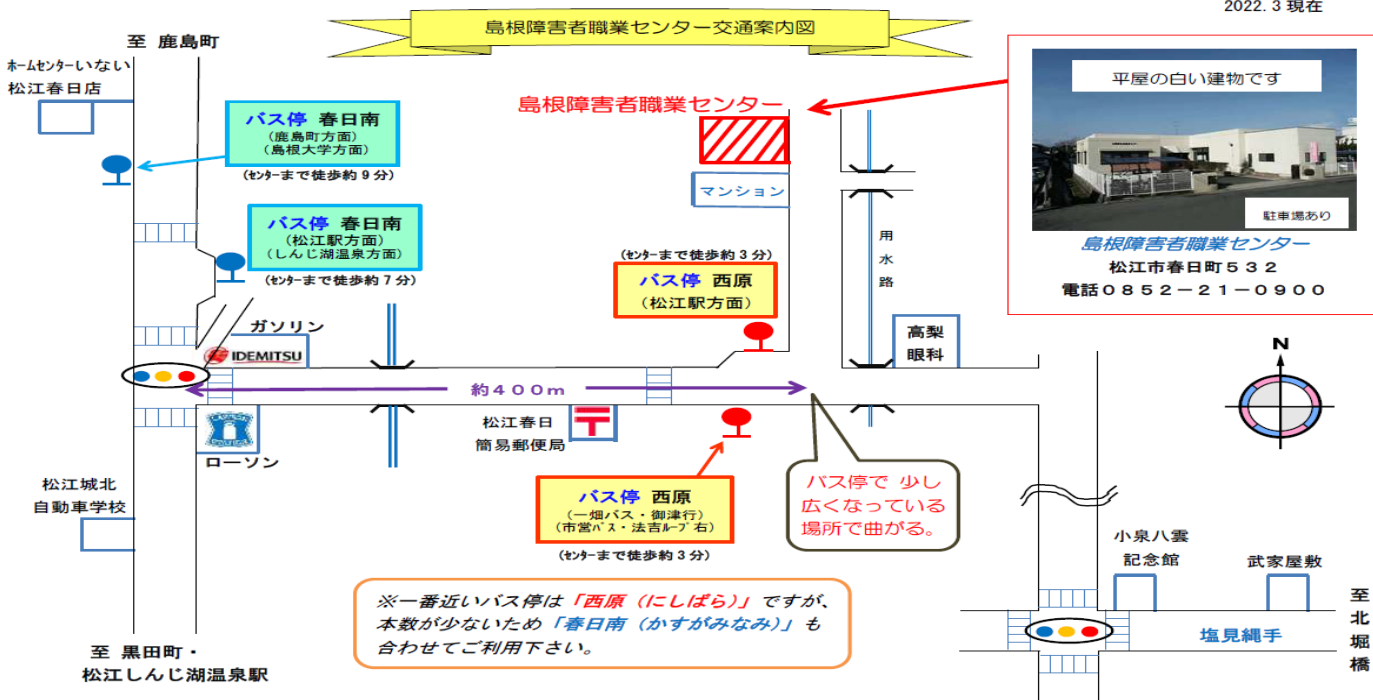 2022.3 現在
島根障害者職業センター交通案内図
至 鹿島町
ホームセンターいない
松江春日店
バス停 春日南
(鹿島町方面)
(島根大学方面)
(センターまで徒歩約 9 分)
バス停 春日南
(松江駅方面)
(しんじ湖温泉方面)
(センターまで徒歩約 7 分)
島根障害者職業センター
マンション
(センターまで徒歩約 3 分)
バス停 西原
(松江駅方面)
用水路
平屋の白い建物です
駐車場あり
島根障害者職業センター
松江市春日町532
電話0852-21-0900
ガソリン
IDEMITSU
高梨
眼科
N
約400m
ローソン
松江春日
簡易郵便局
〒
バス停 西原
(一畑バス・御津行)
(市営バス・法吉ループ右)
(センターまで徒歩約 3 分)
バス停で 少し
広くなっている
場所で曲がる。
松江城北
自動車学校
小泉八雲
記念館
武家屋敷
塩見縄手
至北堀橋
※一番近いバス停は「西原(にしばら)」ですが、
本数が少ないため「春日南(かすがみなみ)」も
合わせてご利用下さい。
至 黒田町・
松江しんじ湖温泉駅